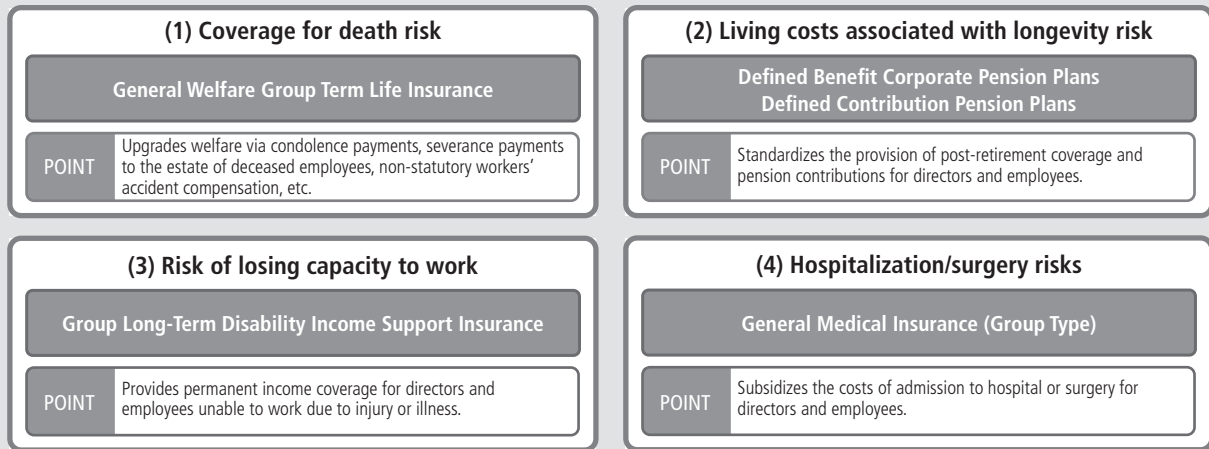 (1) Coverage for death risk
General Welfare Group Term Life Insurance
POINT
Upgrades welfare via condolence payments, severance payments
to the estate of deceased employees, non-statutory workers'
accident compensation, etc.
(2) Living costs associated with longevity risk
Defined Benefit Corporate Pension Plans
Defined Contribution Pension Plans
POINT
Standardizes the provision of post-retirement coverage and
pension contributions for directors and employees.
(3) Risk of losing capacity to work
Group Long-Term Disability Income Support Insurance
POINT
Provides permanent income coverage for directors and
employees unable to work due to injury or illness.
(4) Hospitalization/surgery risks
General Medical Insurance (Group Type)
POINT
Subsidizes the costs of admission to hospital or surgery for
directors and employees.